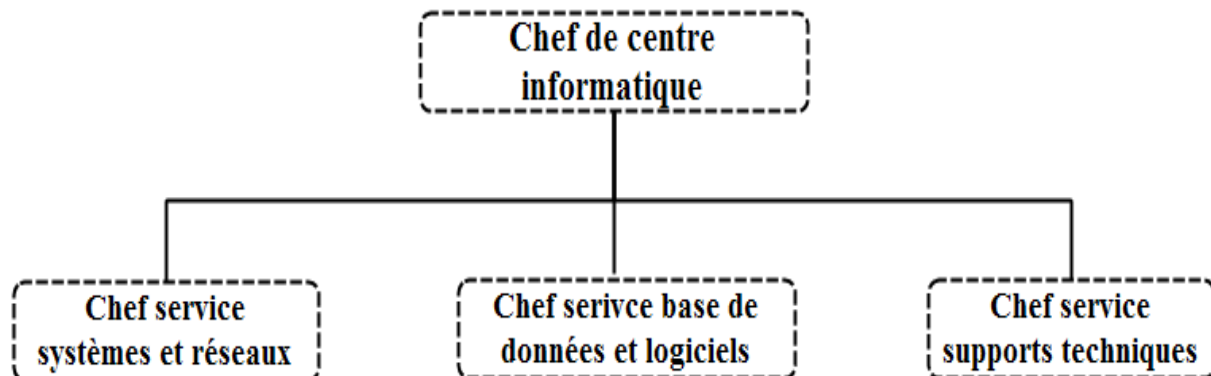 Chef de centre
informatique
Chef service
systèmes et réseaux
Chef serivce base de
données et logiciels
Chef service
supports techniques